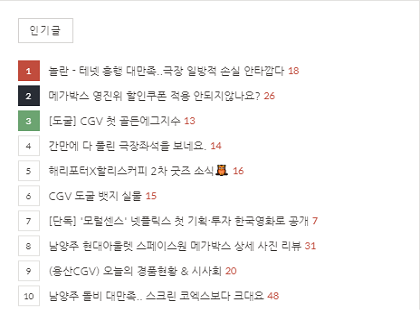 인기글
1 놀란 - 테넷 흥행 대만족..극장 일방적 손실 안타깝다 18
2 메가박스 영진위 할인쿠폰 적용 안되지않나요? 26
3 [도굴] CGV 첫 골든에그지수 13
4 간만에 다 풀린 극장좌석을 보네요. 14
5 해리포터X할리스커피 2차 굿즈 소식 16
6 CGV 도굴 뱃지 실물 15
7 [단독] '모럴센스' 넷플릭스 첫 기획·투자 한국영화로 공개 7
8 남양주 현대아울렛 스페이스원 메가박스 상세 사진 리뷰 31
9 (용산CGV) 오늘의 경품현황 & 시사회 20
10 남양주 돌비 대만족.. 스크린 코엑스보다 크대요 48